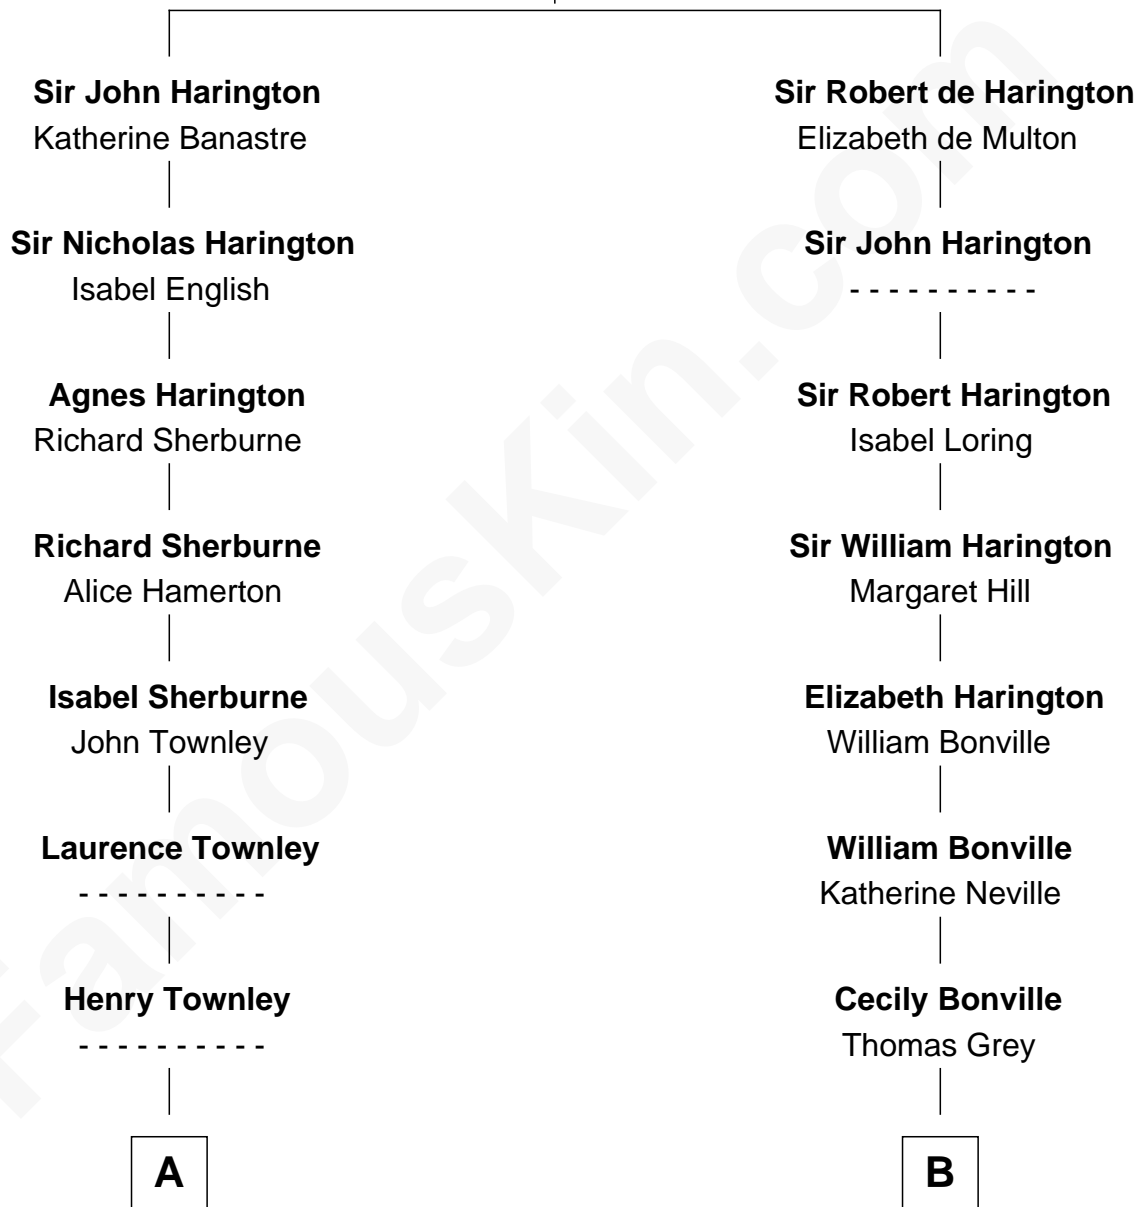 Sir John Harington
Katherine Banastre
Sir Nicholas Harington
Isabel English
Agnes Harington
Richard Sherburne
Richard Sherburne
Alice Hamerton
Isabel Sherburne
John Townley
Laurence Townley
- - - - - - - - - -
Henry Townley
- - - - - - - - - -
A
Sir Robert de Harington
Elizabeth de Multon
Sir John Harington
- - - - - - - - - -
Sir Robert Harington
Isabel Loring
Sir William Harington
Margaret Hill
Elizabeth Harington
William Bonville
William Bonville
Katherine Neville
Cecily Bonville
Thomas Grey
B
FamousKin.com